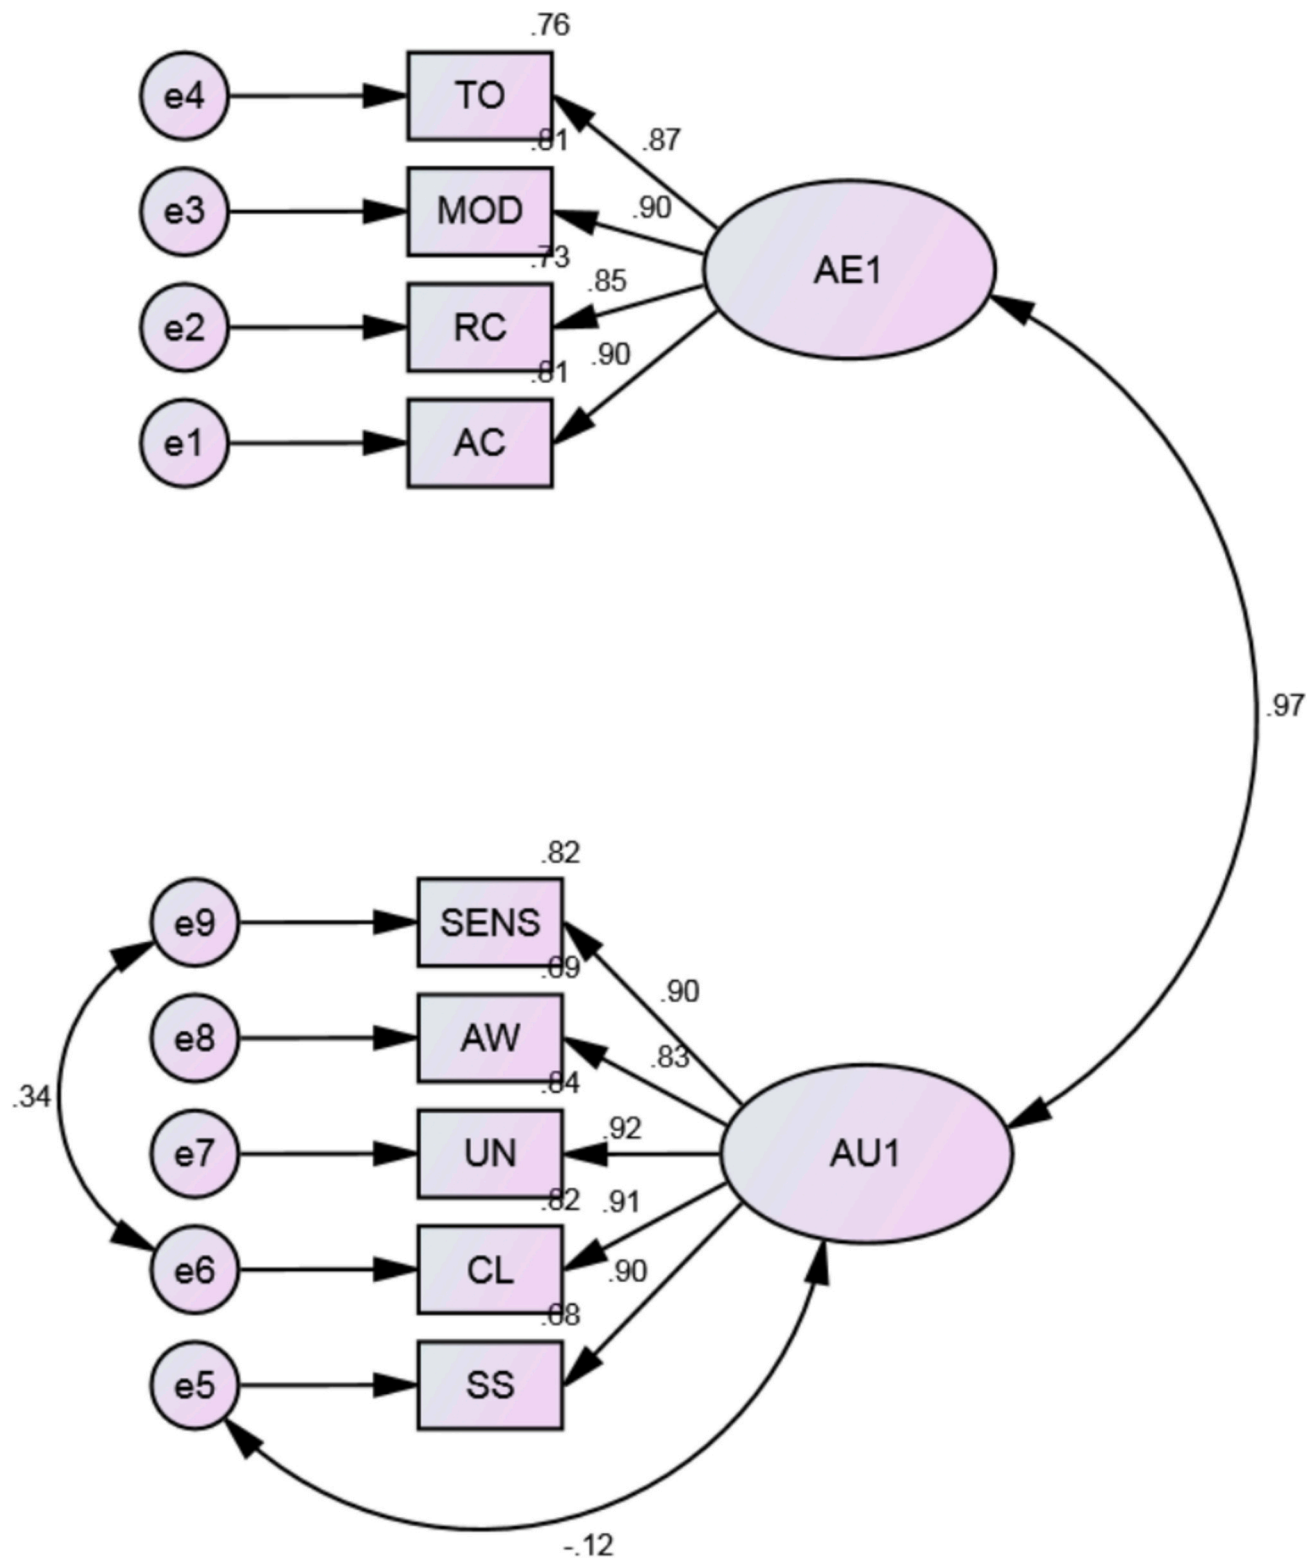 .76
e4
TO
.87
.81
e3
MOD
.90
.73
e2
RC
.85
.81
.90
e1
AC
AE1
.97
.82
e9
SENS
.90
.69
e8
AW
.83
.84
e7
UN
.92
AU1
.82
.91
e6
CL
.90
.68
e5
SS
.34
-.12